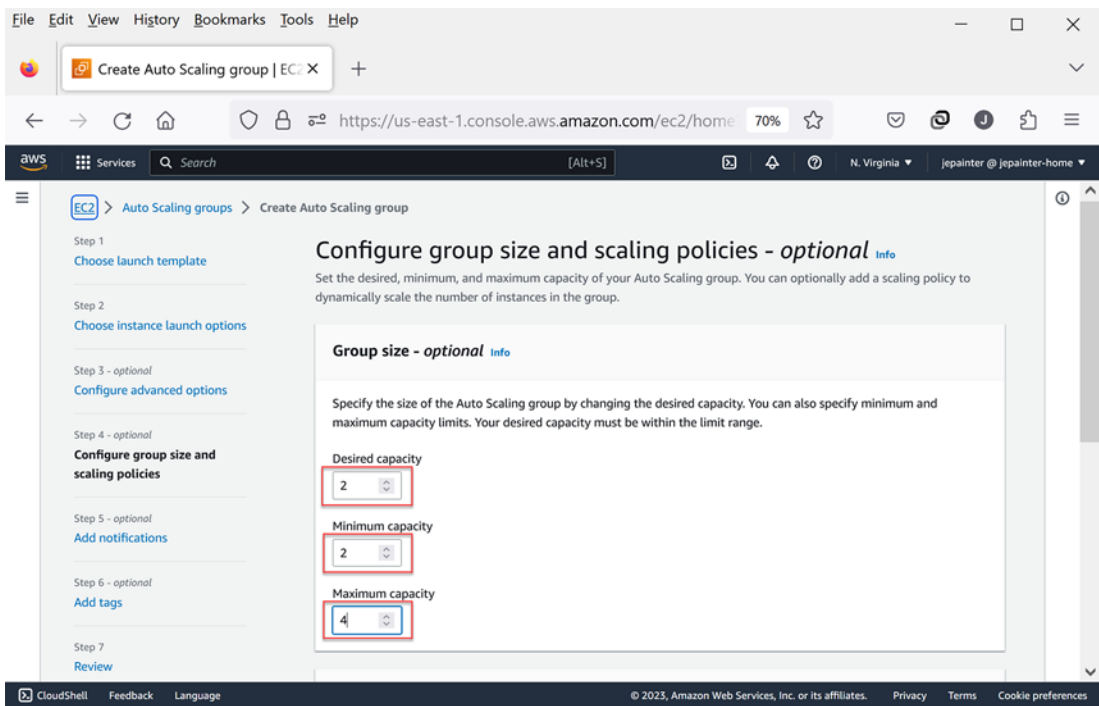 File Edit View History Bookmarks Tools Help
Create Auto Scaling group | EC2
https://us-east-1.console.aws.amazon.com/ec2/home
70%
J
aws
Services
Search
[Alt+S]
N. Virginia
jepainter @ jepainter-home
EC2 > Auto Scaling groups > Create Auto Scaling group
Step 1
Choose launch template
Step 2
Choose instance launch options
Step 3 - optional
Configure advanced options
Step 4 - optional
Configure group size and
scaling policies
Step 5 - optional
Add notifications
Step 6 - optional
Add tags
Step 7
Review
Configure group size and scaling policies - optional Info
Set the desired, minimum, and maximum capacity of your Auto Scaling group. You can optionally add a scaling policy to
dynamically scale the number of instances in the group.
Group size - optional Info
Specify the size of the Auto Scaling group by changing the desired capacity. You can also specify minimum and
maximum capacity limits. Your desired capacity must be within the limit range.
Desired capacity
2
Minimum capacity
2
Maximum capacity
4
CloudShell Feedback Language
© 2023, Amazon Web Services, Inc. or its affiliates. Privacy Terms Cookie preferences